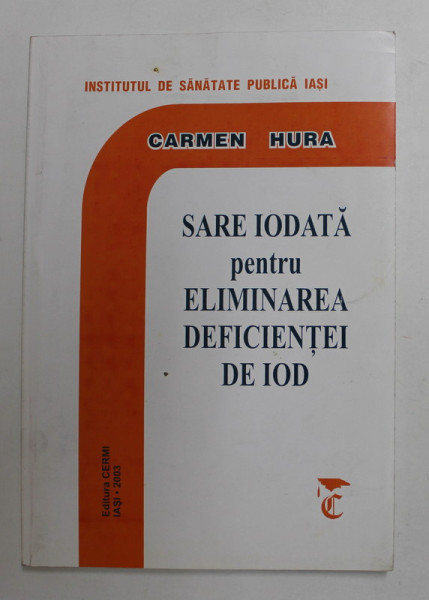 INSTITUTUL DE SĂNĂTATE PUBLICĂ IAȘI
CARMEN HURA
SARE IODATĂ
pentru
ELIMINAREA
DEFICIENȚEI
DE IOD
Editura CERMI
IAȘI • 2003
C